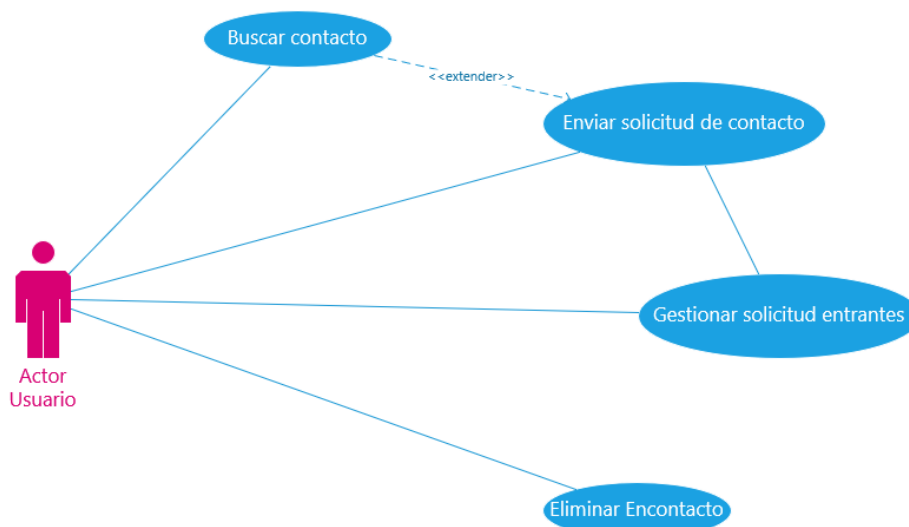 Buscar contacto
<<extender>>
Enviar solicitud de contacto
Gestionar solicitud entrantes
Actor
Usuario
Eliminar Encontacto